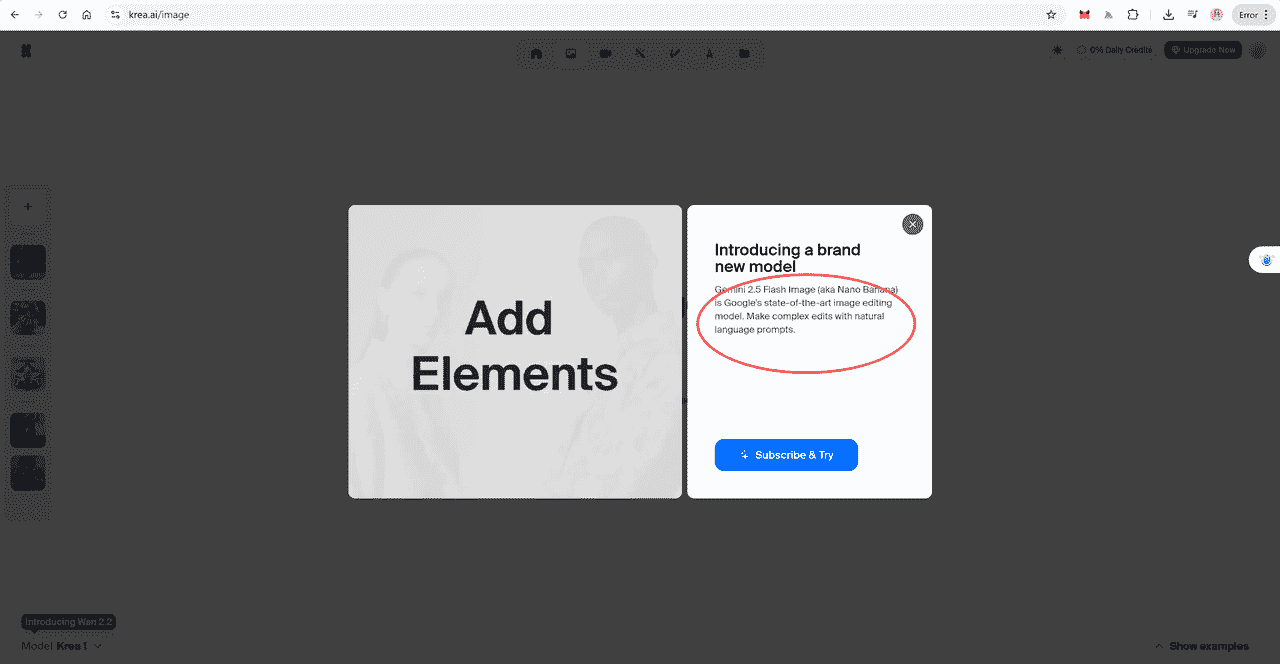 krea.ai/image
Error
0% Daily Credits
Upgrade Now
Add
Elements
Introducing a brand
new model
Gemini 2.5 Flash Image (aka Nano Banana)
is Google's state-of-the-art image editing
model. Make complex edits with natural
language prompts.
Subscribe & Try
Introducing Wan 2.2
Model Krea 1
Show examples